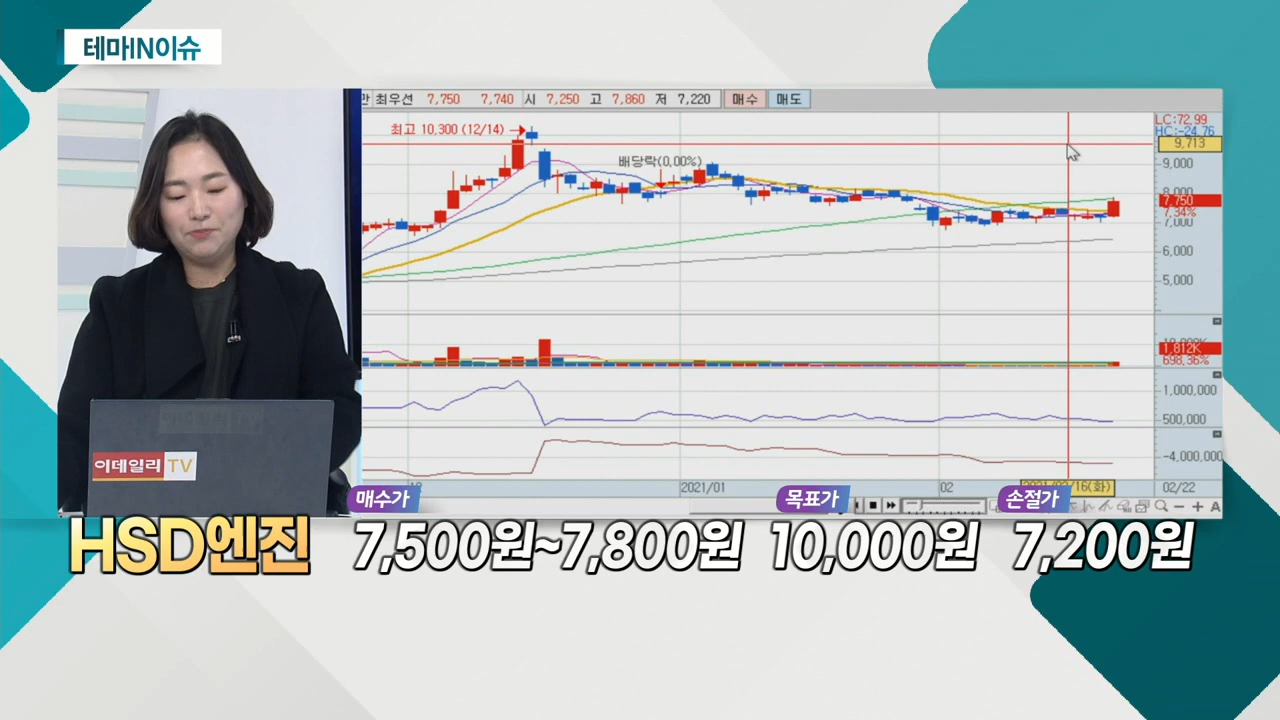 테마IN이슈
최우선 7,750 7,740 시 7,250 고 7,860 저 7,220 매수 매도
최고 10,300 (12/14)
배당락(0,00%)
LC:72,99
HC:-24,76
9,713
9,000
8,000
7,750
7,34%
7,000
6,000
5,000
1,812K
698,36%
1,000,000
500,000
-4,000,000
2021/01
02
02/22
이데일리 TV
매수가
목표가
손절가
HSD엔진 7,500원~7,800원 10,000원 7,200원